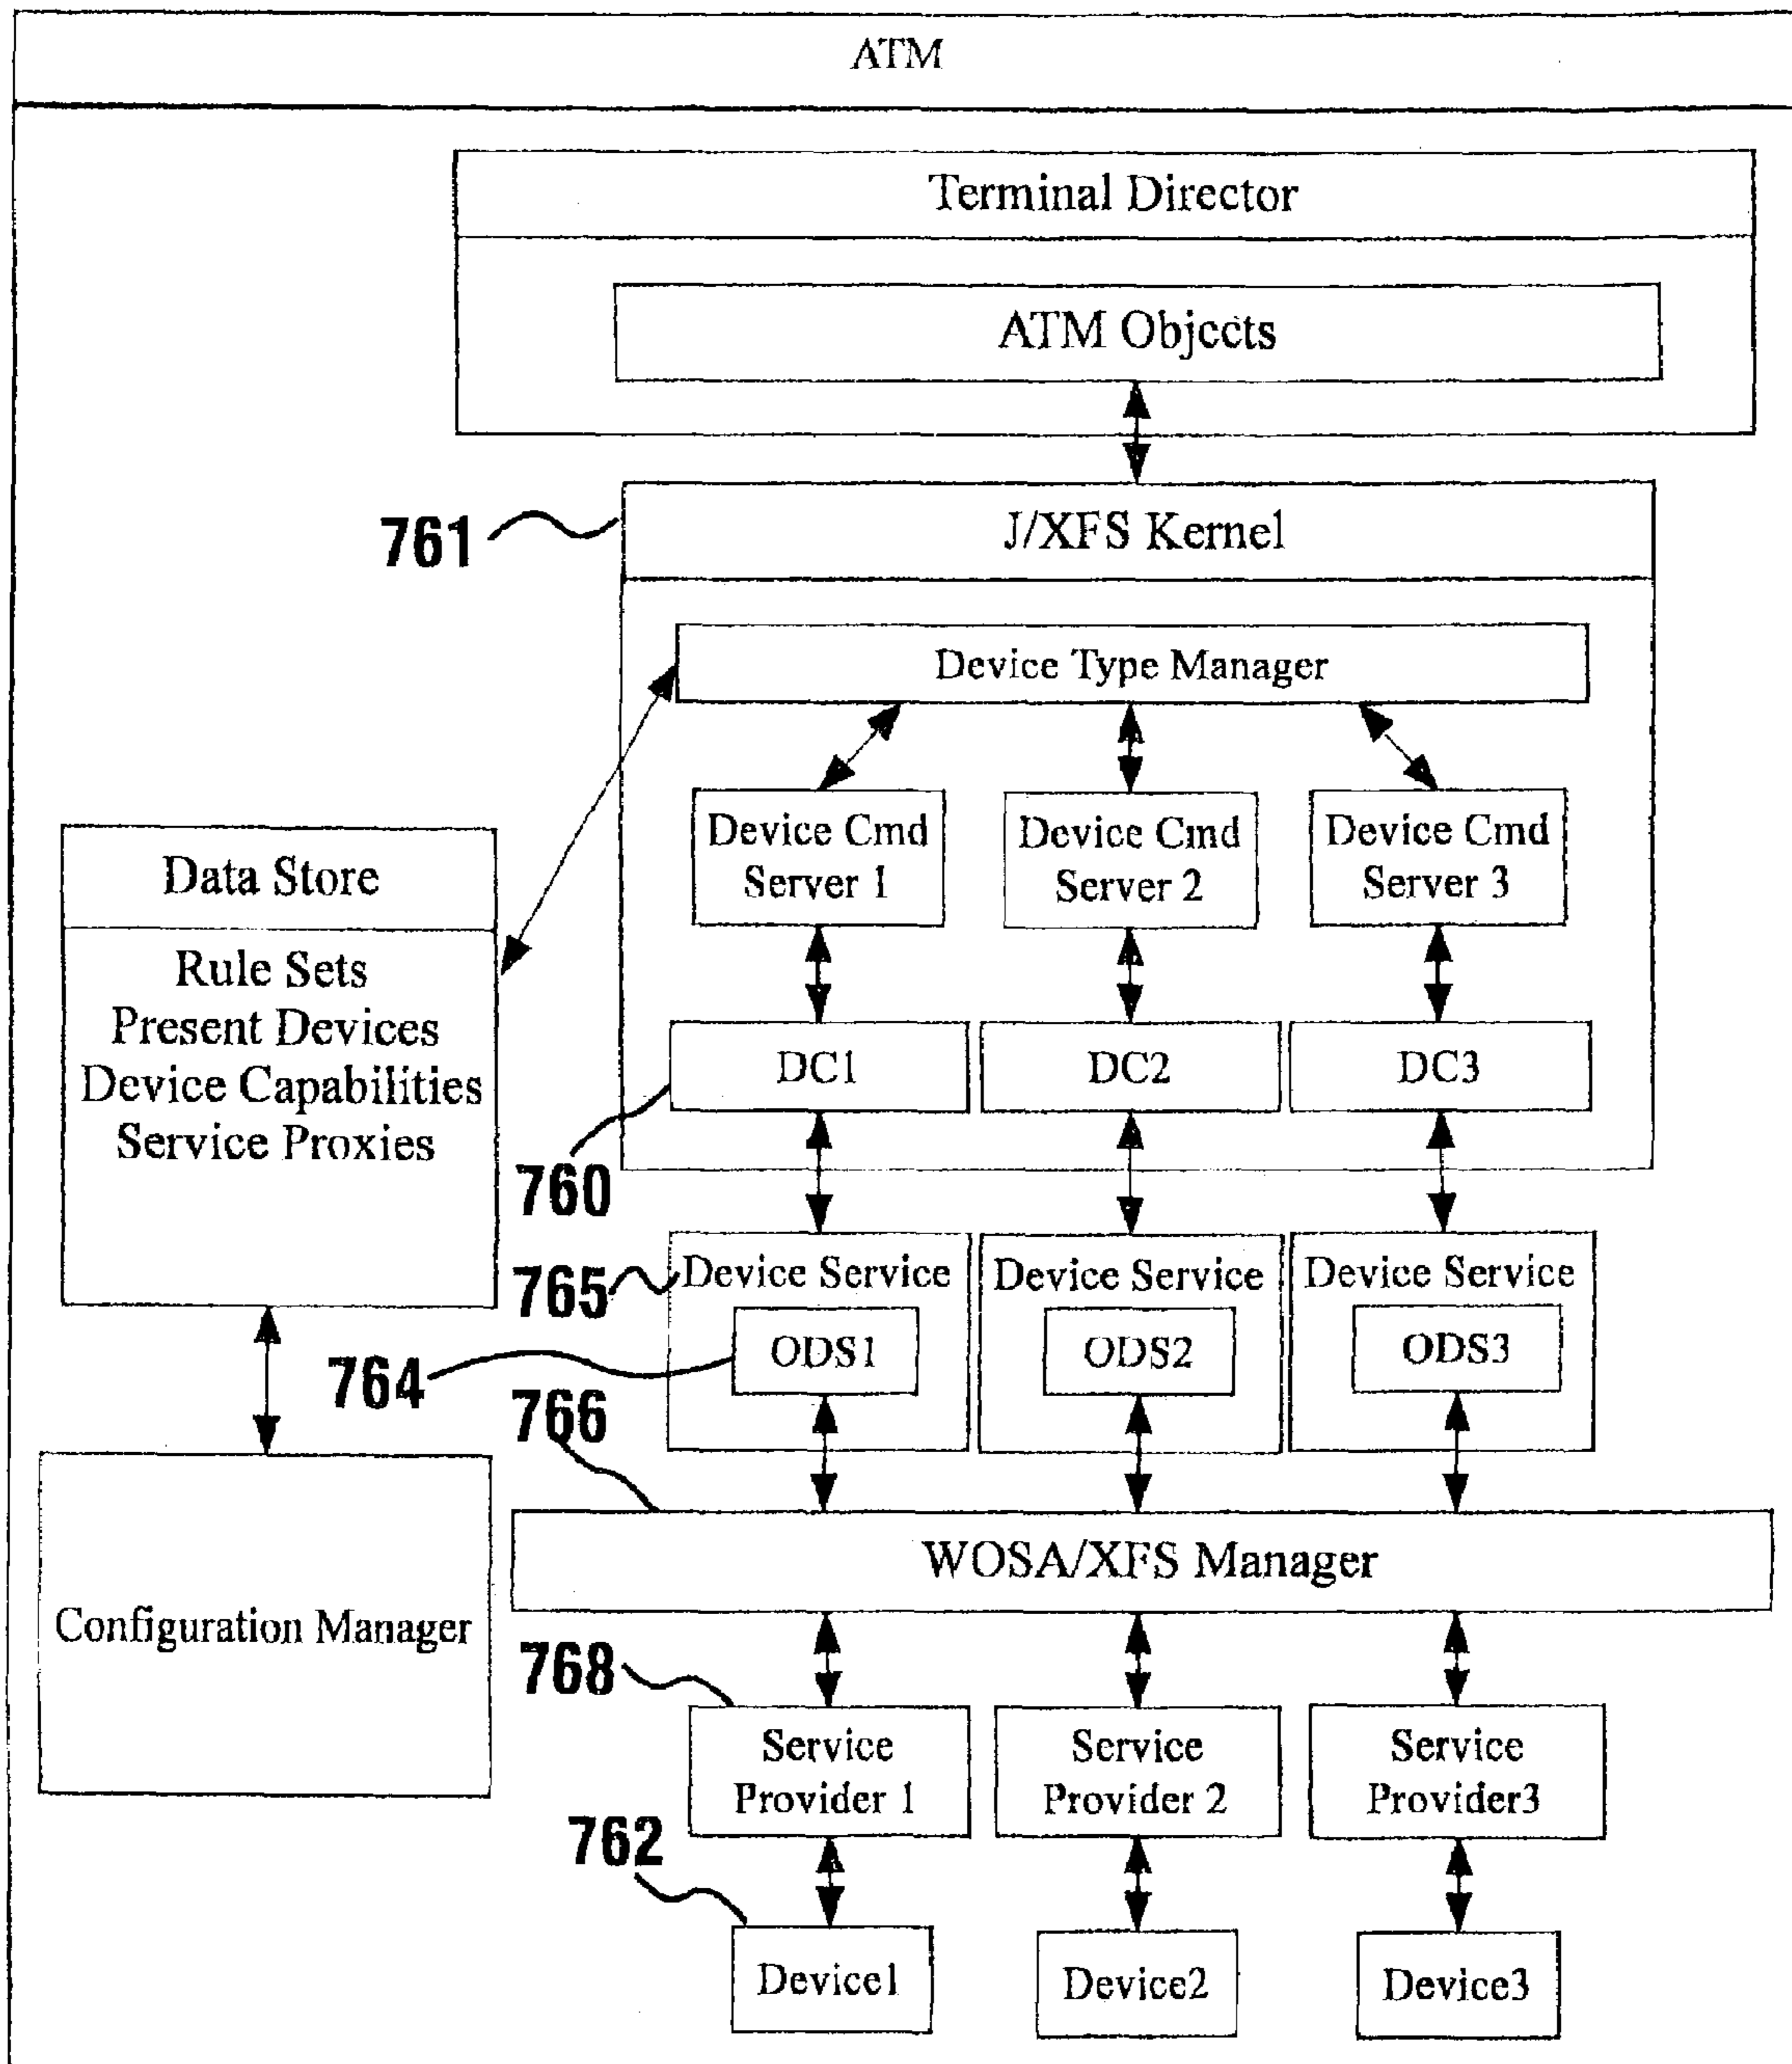 ATM
Terminal Director
ATM Objects
761
J/XFS Kernel
Device Type Manager
Device Cmd
Server 1
Device Cmd
Server 2
Device Cmd
Server 3
Data Store
Rule Sets
Present Devices
Device Capabilities
Service Proxies
DC1
DC2
DC3
760
765
Device Service
Device Service
Device Service
ODS1
ODS2
ODS3
764
766
WOSA/XFS Manager
Configuration Manager
768
Service
Provider 1
Service
Provider 2
Service
Provider3
762
Device1
Device2
Device3